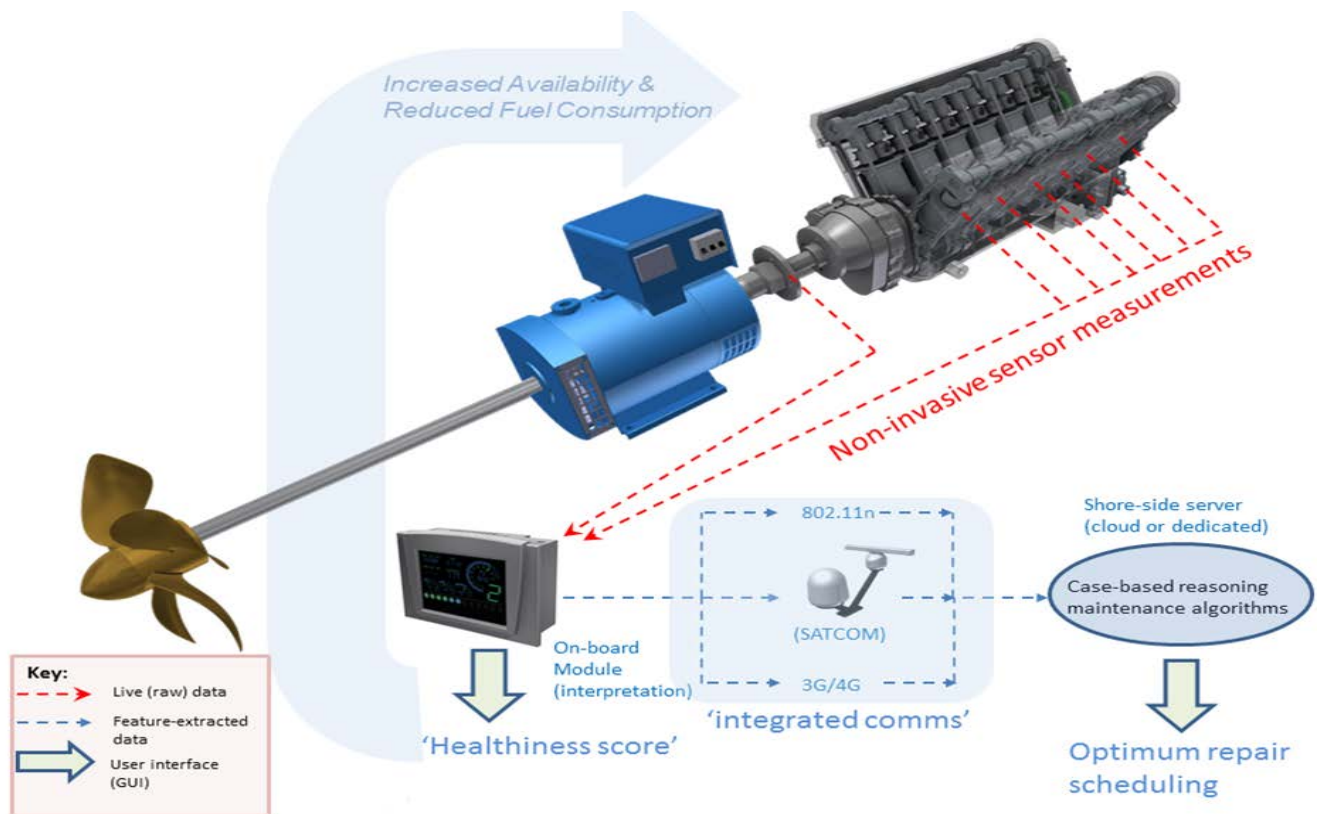 Increased Availability &
Reduced Fuel Consumption
Non-invasive sensor measurements
802.11n
(SATCOM)
3G/4G
'integrated comms'
Shore-side server
(cloud or dedicated)
Case-based reasoning
maintenance algorithms
On-board
Module
(interpretation)
'Healthiness score'
Optimum repair
scheduling
Key:
Live (raw) data
Feature-extracted
data
User interface
(GUI)
2